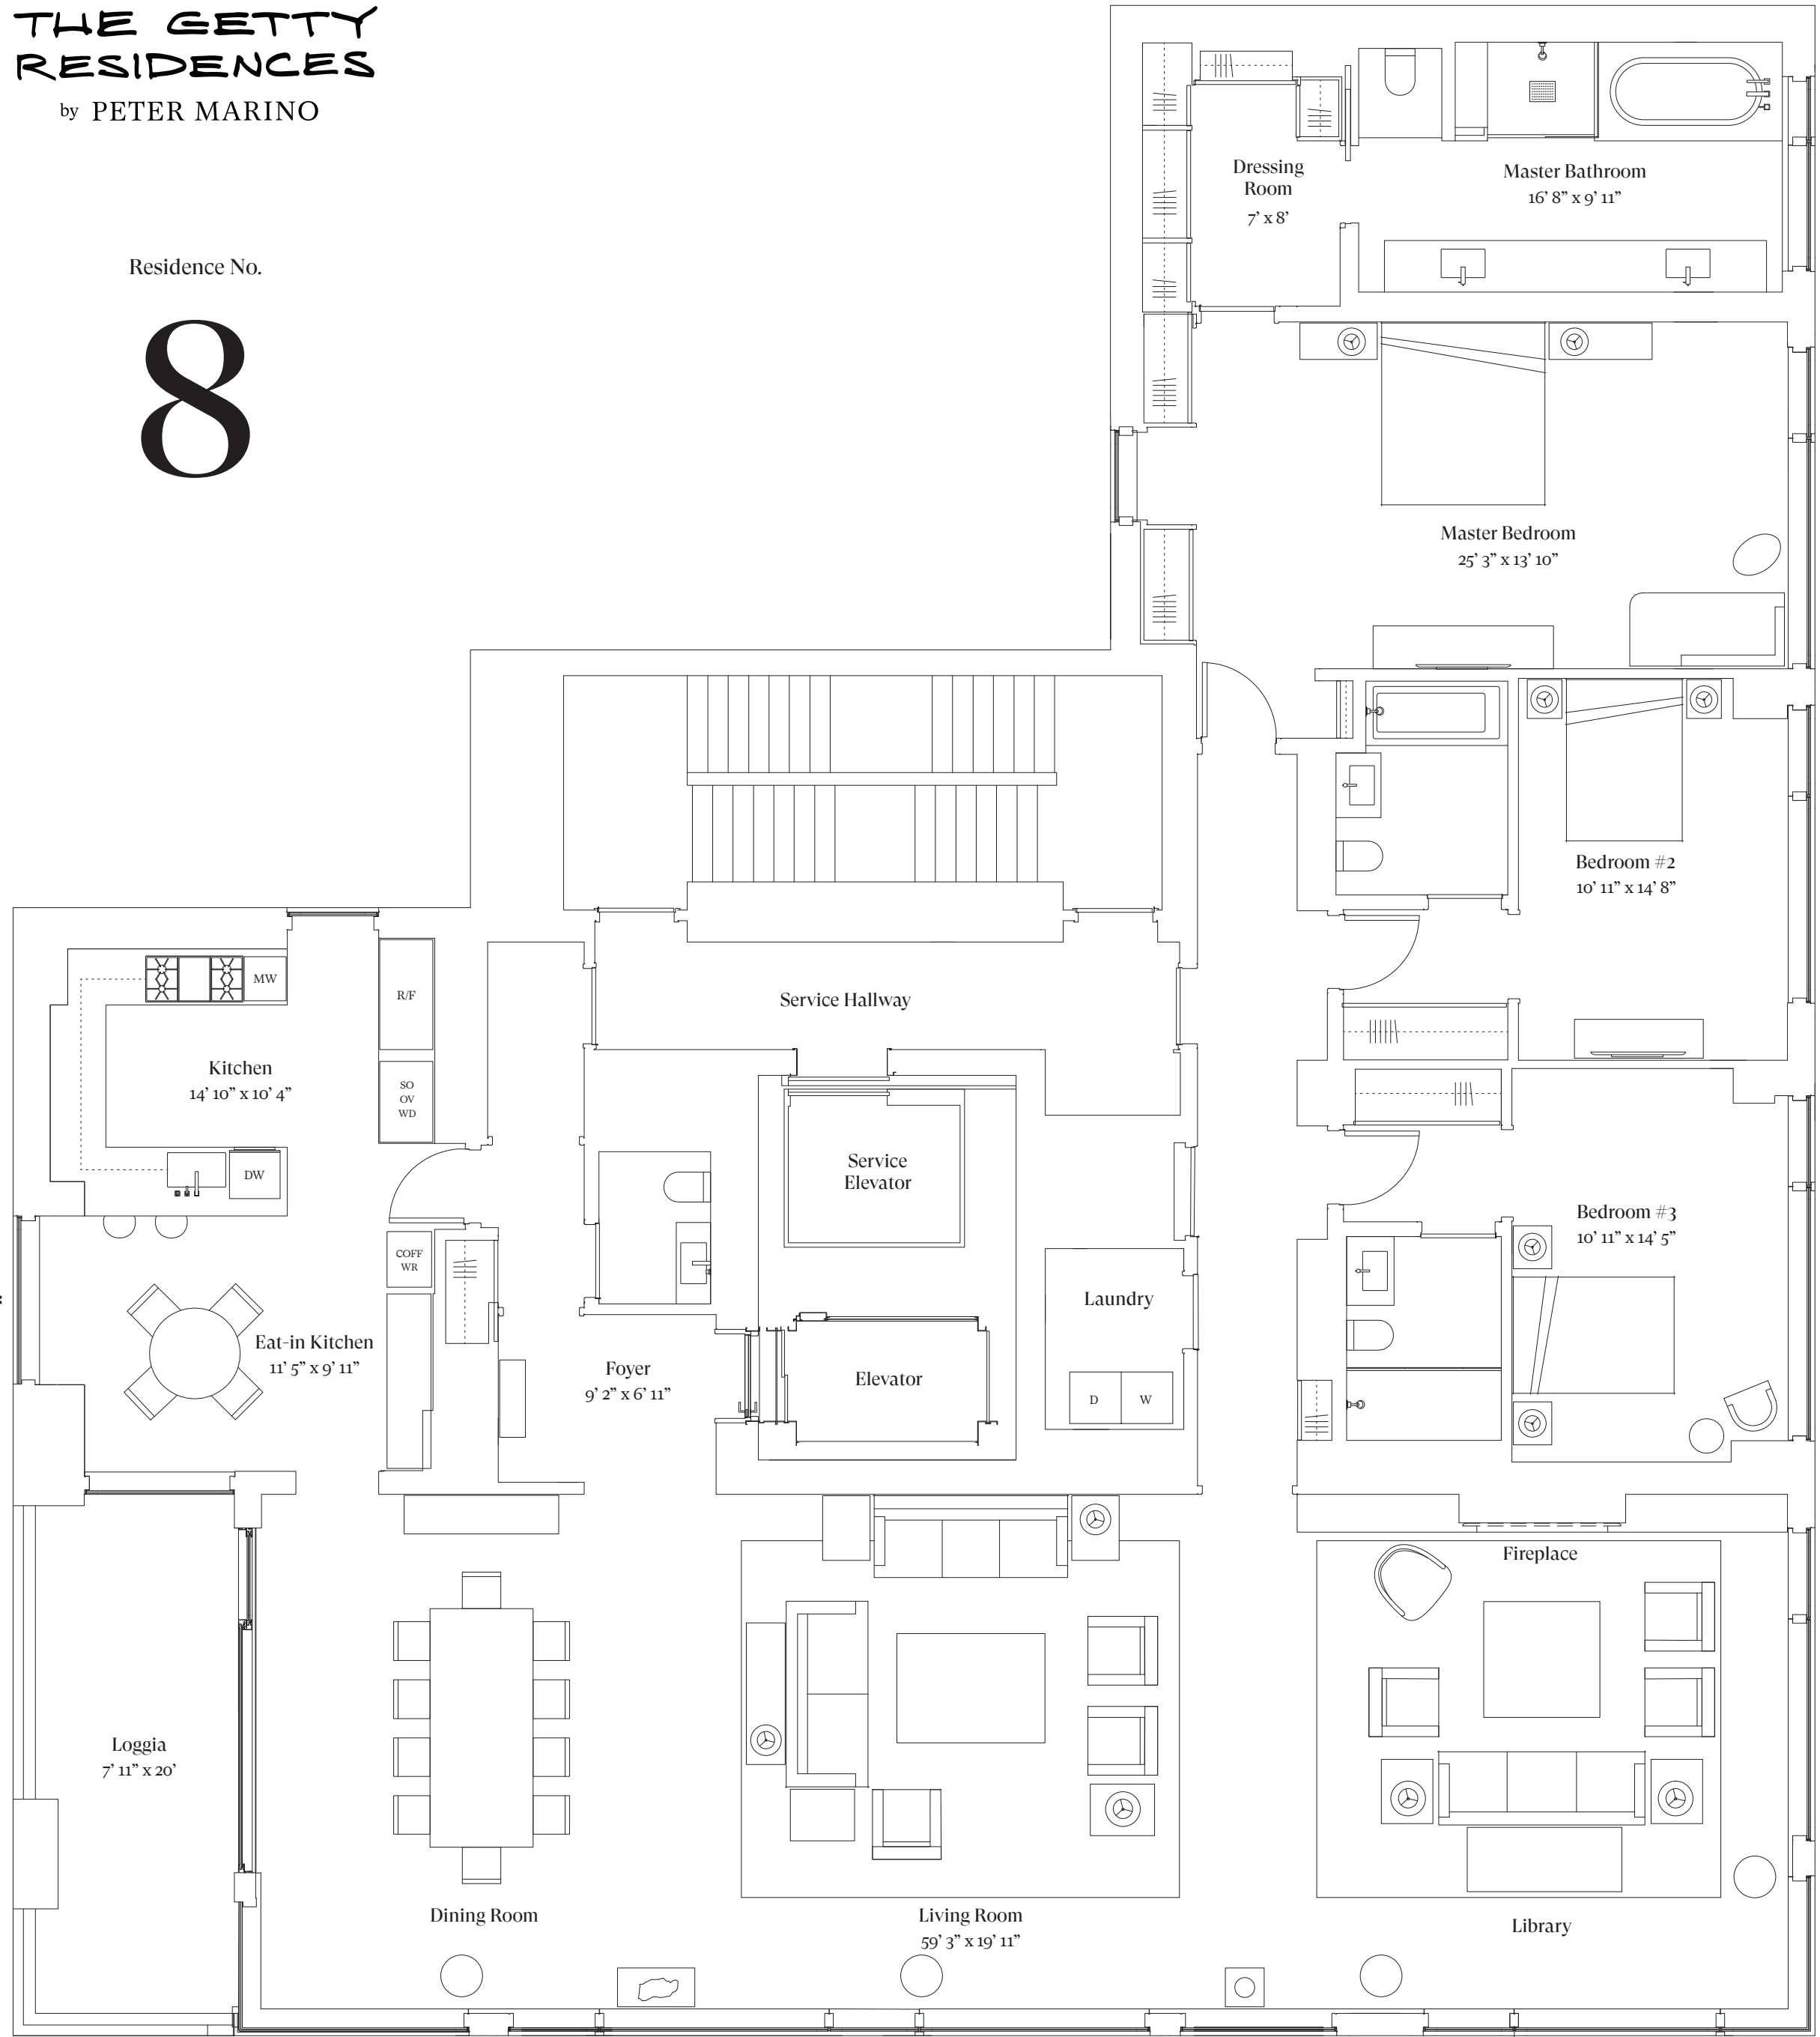 THE GETTY
RESIDENCES
by PETER MARINO
Residence No.
8
Dressing
Room
7’ x 8’
Master Bathroom
16’ 8” x 9’ 11”
Master Bedroom
25’ 3” x 13’ 10”
Bedroom #2
10’ 11” x 14’ 8”
Service Hallway
MW
R/F
Kitchen
14’ 10” x 10’ 4”
SO
OV
WD
DW
Service
Elevator
Bedroom #3
10’ 11” x 14’ 5”
COFF
WR
Laundry
Eat-in Kitchen
11’ 5” x 9’ 11”
Foyer
9’ 2” x 6’ 11”
Elevator
D
W
Fireplace
Loggia
7’ 11” x 20’
Dining Room
Living Room
59’ 3” x 19’ 11”
Library